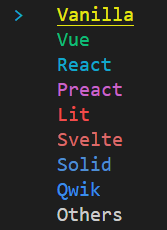 > Vanilla
Vue
React
Preact
Lit
Svelte
Solid
Qwik
Others